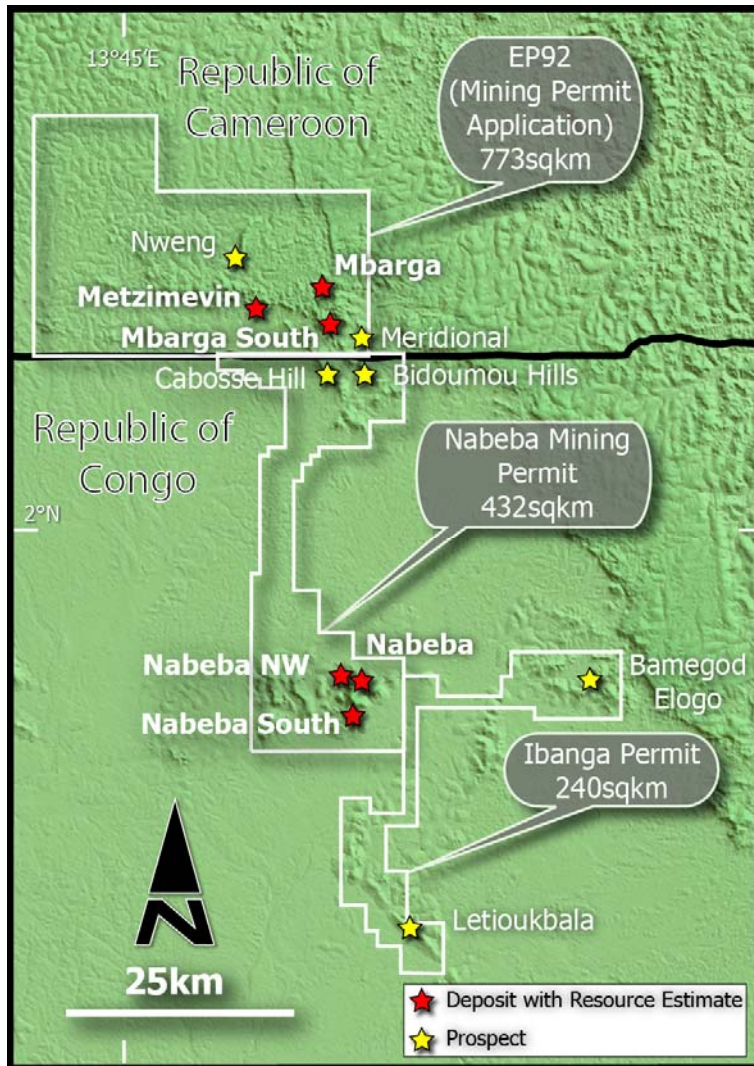 13°45'E
Republic of
Cameroon
EP92
(Mining Permit
Application)
773sqkm
Nweng
Mbarga
Metzimevin
Mbarga South
Meridional
Cabosse Hill
Bidoumou Hills
Republic of
Congo
Nabeba Mining
Permit
432sqkm
2°N
Nabeba
Nabeba NW
Bamegod
Elogo
Nabeba South
Ibanga Permit
240sqkm
N
Letioukbala
25km
Deposit with Resource Estimate
Prospect